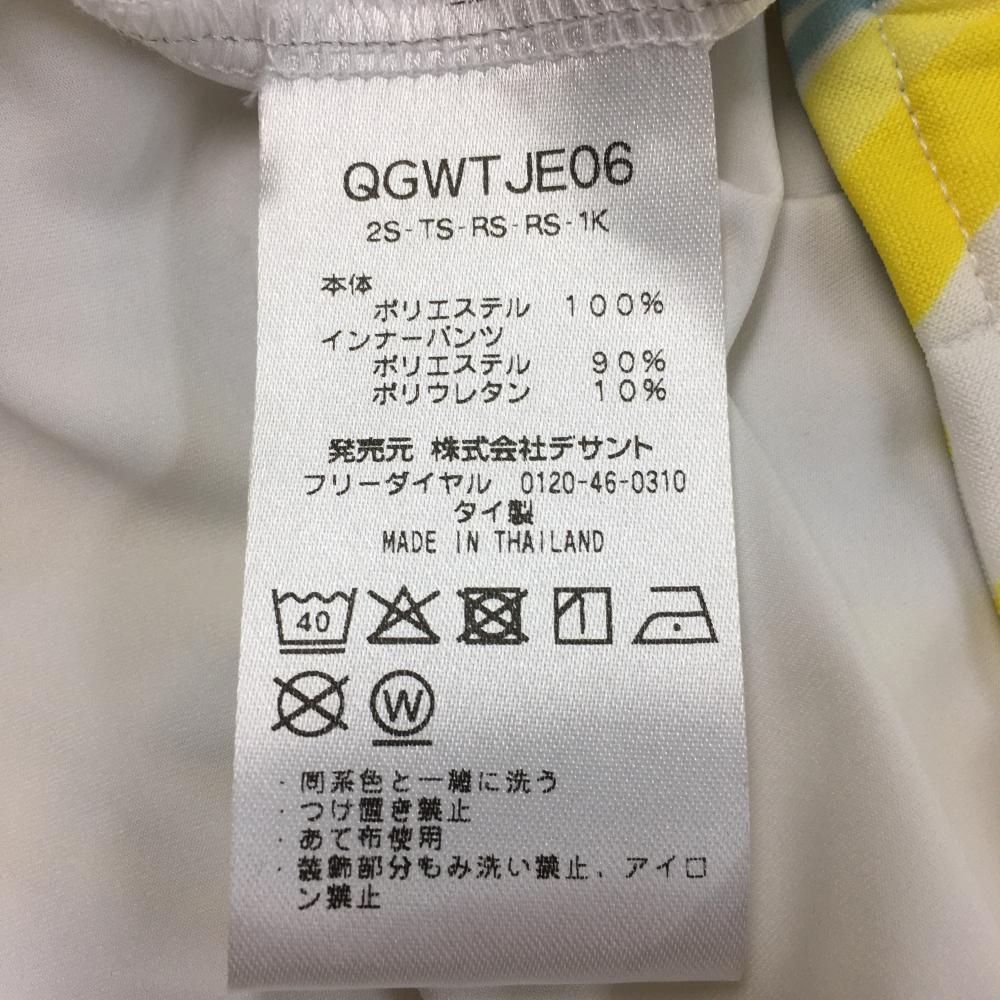 QGWTJE06
2S-TS-RS-RS-1K
本体
ポリエステル 100%
インナーパンツ
ポリエステル 90%
ポリウレタン 10%
発売元 株式会社デサント
フリーダイヤル 0120-46-0310
タイ製
MADE IN THAILAND
40
W
・同系色と一緒に洗う
・つけ置き禁止
・あて布使用
・装飾部分もみ洗い禁止、アイロ
ン禁止